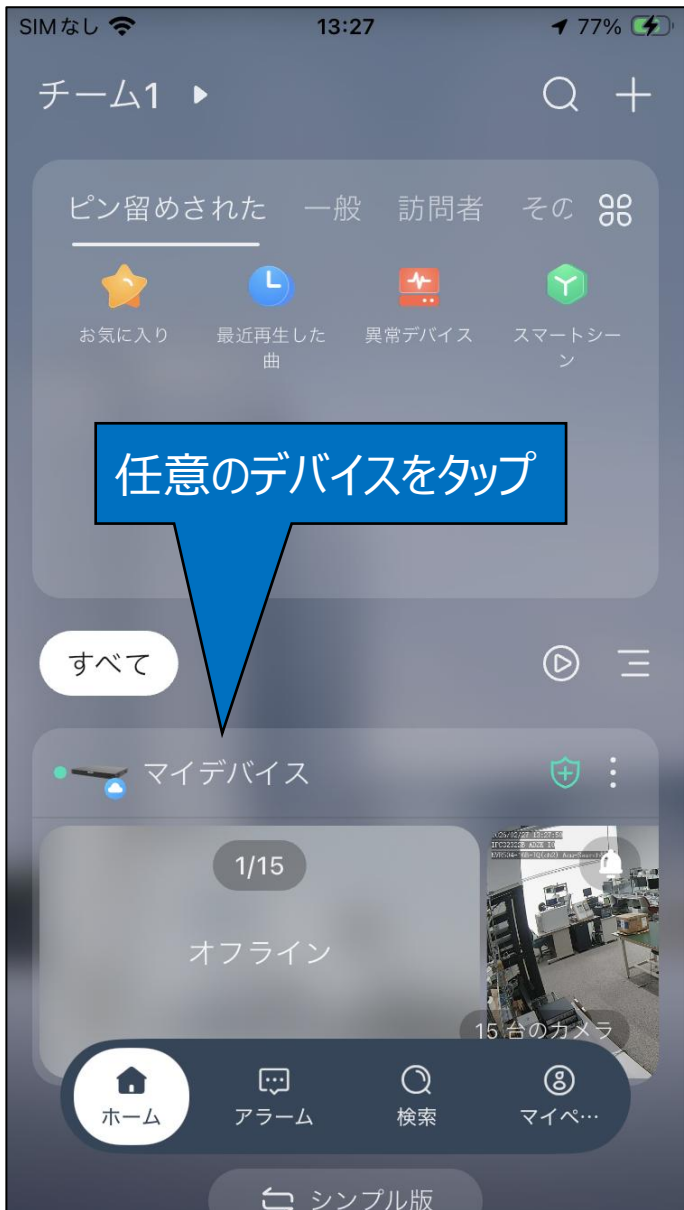 SIMなし 13:27 77%
チーム1
ピン留めされた 一般 訪問者 その
お気に入り 最近再生した曲 異常デバイス スマートシーン
任意のデバイスをタップ
すべて
マイデバイス
1/15
オフライン
15 台のカメラ
ホーム アラーム 検索 マイペ…
シンプル版